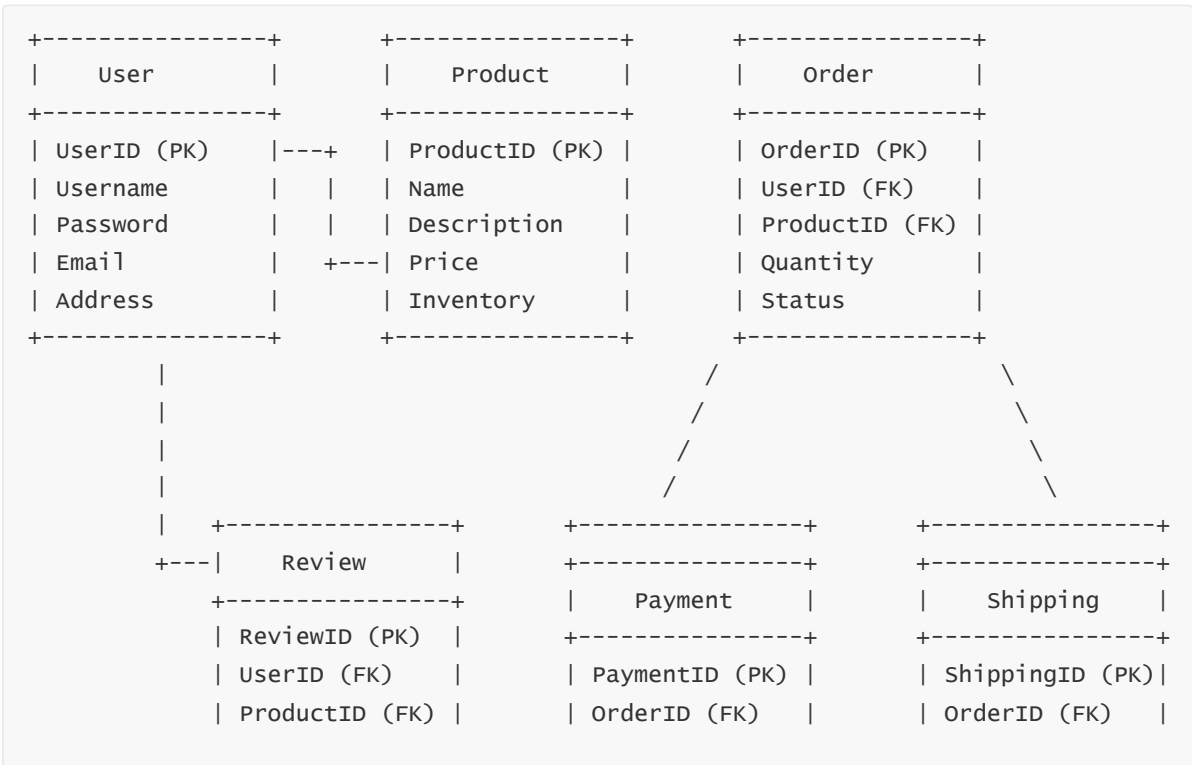 +----------------+       +----------------+       +----------------+
|     User        |       |    Product     |       |     Order       |
+----------------+       +----------------+       +----------------+
| UserID (PK)     |---+   | ProductID (PK) |       | OrderID (PK)    |
| Username        |   |   | Name           |       | UserID (FK)     |
| Password        |   |   | Description    |       | ProductID (FK)  |
| Email           |   +---| Price          |       | Quantity        |
| Address         |       | Inventory      |       | Status          |
+----------------+       +----------------+       +----------------+
         |                                      /                    \
         |                                     /                      \
         |                                    /                        \
         |                                   /                          \
         |   +----------------+       +----------------+       +----------------+
         +---|    Review      |       +----------------+       +----------------+
             +----------------+       |    Payment     |       |    Shipping    |
             | ReviewID (PK)  |       +----------------+       +----------------+
             | UserID (FK)    |       | PaymentID (PK) |       | ShippingID (PK)|
             | ProductID (FK) |       | OrderID (FK)   |       | OrderID (FK)   |